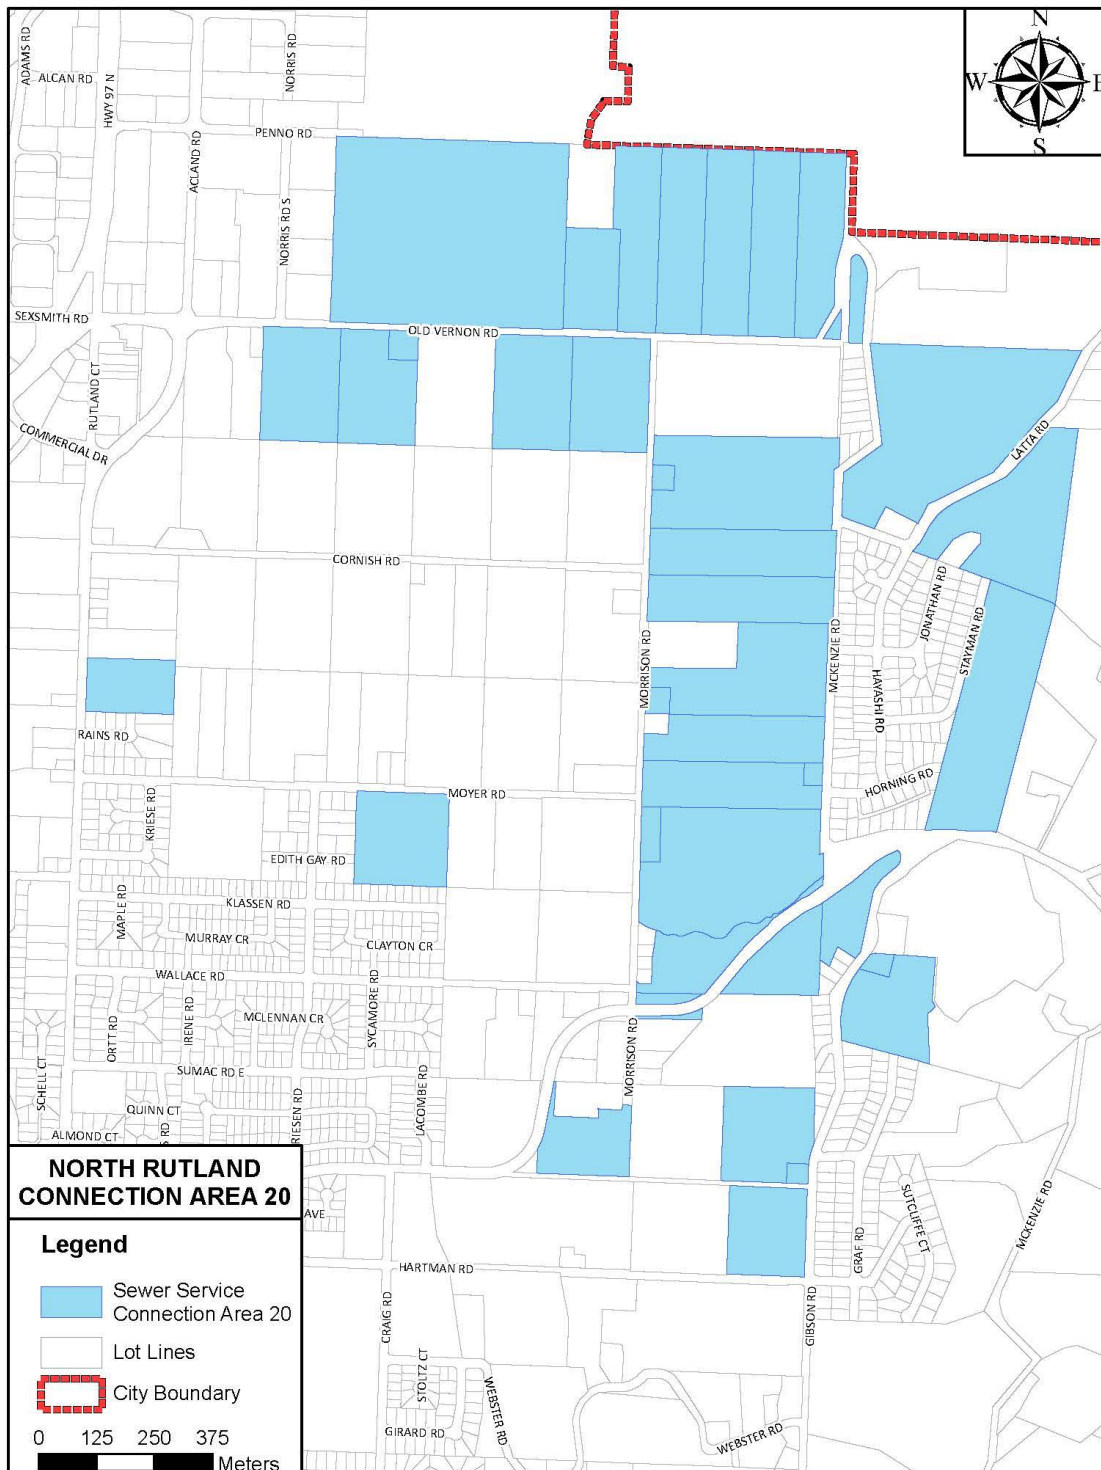 N
W
E
S
ADAMS RD
ALCAN RD
HWY 97 N
NORRIS RD
PENNO RD
ACLAND RD
NORRIS RD S
SEXSMITH RD
OLD VERNON RD
RUTLAND CT
COMMERCIAL DR
LATTA RD
CORNISH RD
JONATHAN RD
STAYMAN RD
MORRISON RD
MCKENZIE RD
HAYASHI RD
RAINS RD
HORNING RD
MOYER RD
KRIESE RD
EDITH GAY RD
KLASSEN RD
MAPLE RD
MURRAY CR
CLAYTON CR
WALLACE RD
SYCAMORE RD
IRENE RD
MCLENNAN CR
ORTT RD
MORRISON RD
SCHELL CT
SUMAC RD E
QUINN CT
RIESEN RD
LACOMBE RD
ALMOND CT
S RD
SUTCLIFFE CT
MCKENZIE RD
AVE
GRAF RD
HARTMAN RD
CRAIG RD
GIBSON RD
STOLTZ CT
WEBSTER RD
GIRARD RD
WEBSTER RD
NORTH RUTLAND
CONNECTION AREA 20
Legend
Sewer Service
Connection Area 20
Lot Lines
City Boundary
0 125 250 375
Meters